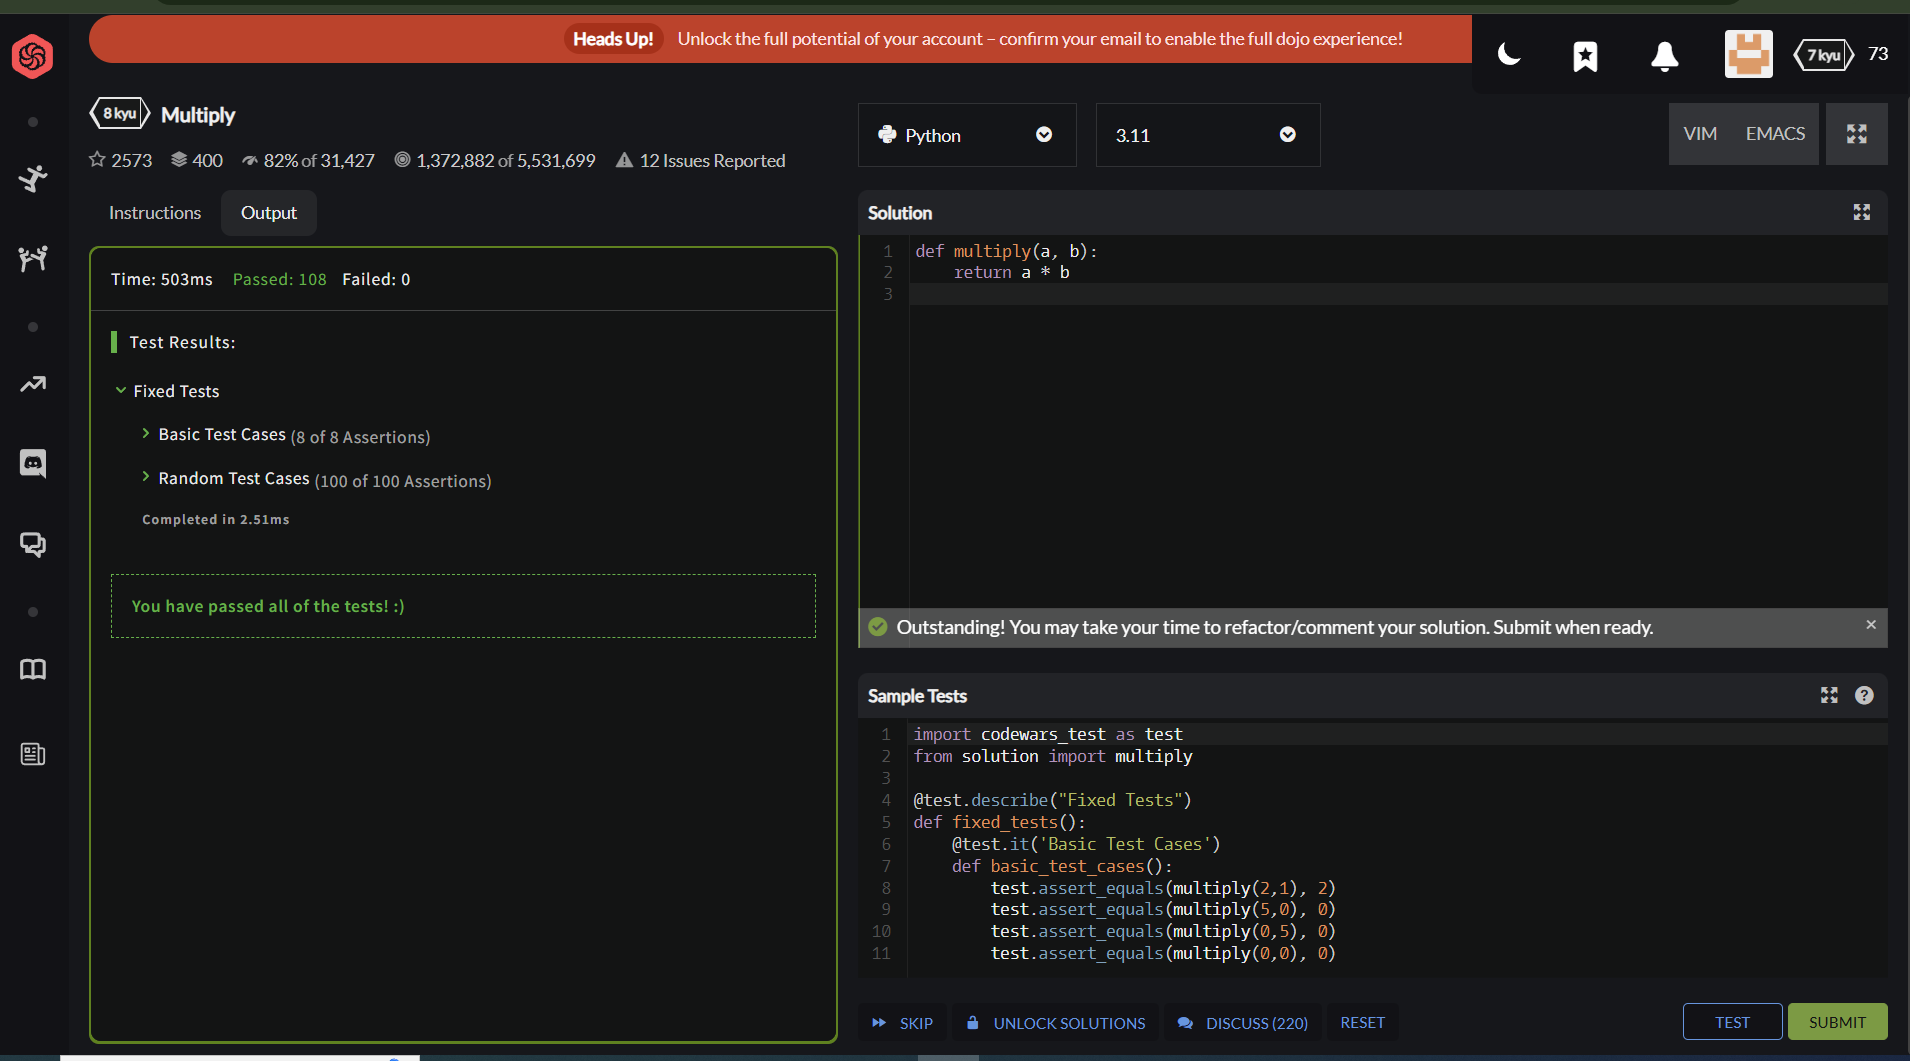 Heads Up! Unlock the full potential of your account – confirm your email to enable the full dojo experience!
7 kyu 73
8 kyu Multiply
2573 400 82% of 31,427 1,372,882 of 5,531,699 12 Issues Reported
Instructions Output
Time: 503ms Passed: 108 Failed: 0
Test Results:
Fixed Tests
Basic Test Cases (8 of 8 Assertions)
Random Test Cases (100 of 100 Assertions)
Completed in 2.51ms
You have passed all of the tests! :)
Python 3.11 VIM EMACS
Solution
1 def multiply(a, b):
2     return a * b
3
Outstanding! You may take your time to refactor/comment your solution. Submit when ready. ×
Sample Tests ?
1 import codewars_test as test
2 from solution import multiply
3
4 @test.describe("Fixed Tests")
5 def fixed_tests():
6     @test.it('Basic Test Cases')
7     def basic_test_cases():
8         test.assert_equals(multiply(2,1), 2)
9         test.assert_equals(multiply(5,0), 0)
10         test.assert_equals(multiply(0,5), 0)
11         test.assert_equals(multiply(0,0), 0)
SKIP UNLOCK SOLUTIONS DISCUSS (220) RESET TEST SUBMIT